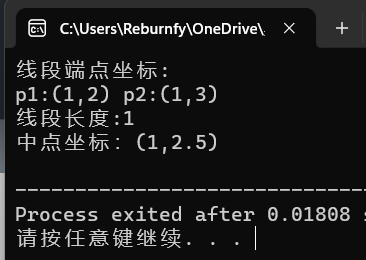 C:\Users\Reburnfy\OneDrive\
线段端点坐标:
p1:(1,2) p2:(1,3)
线段长度:1
中点坐标: (1,2.5)
--------------------------------
Process exited after 0.01808 s
请按任意键继续. . .